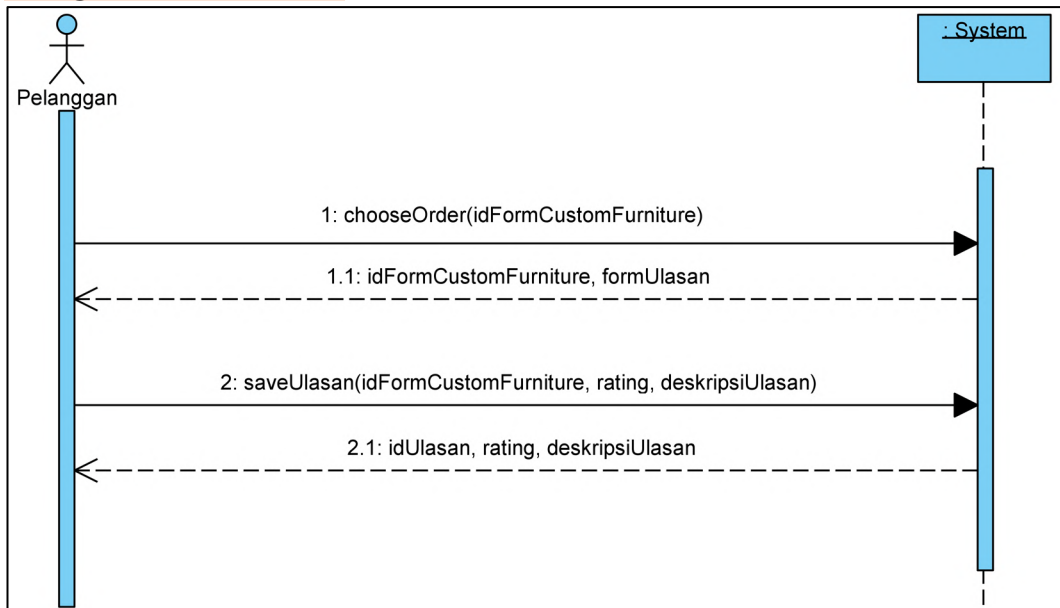 : System
Pelanggan
1: chooseOrder(idFormCustomFurniture)
1.1: idFormCustomFurniture, formUlasan
2: saveUlasan(idFormCustomFurniture, rating, deskripsiUlasan)
2.1: idUlasan, rating, deskripsiUlasan